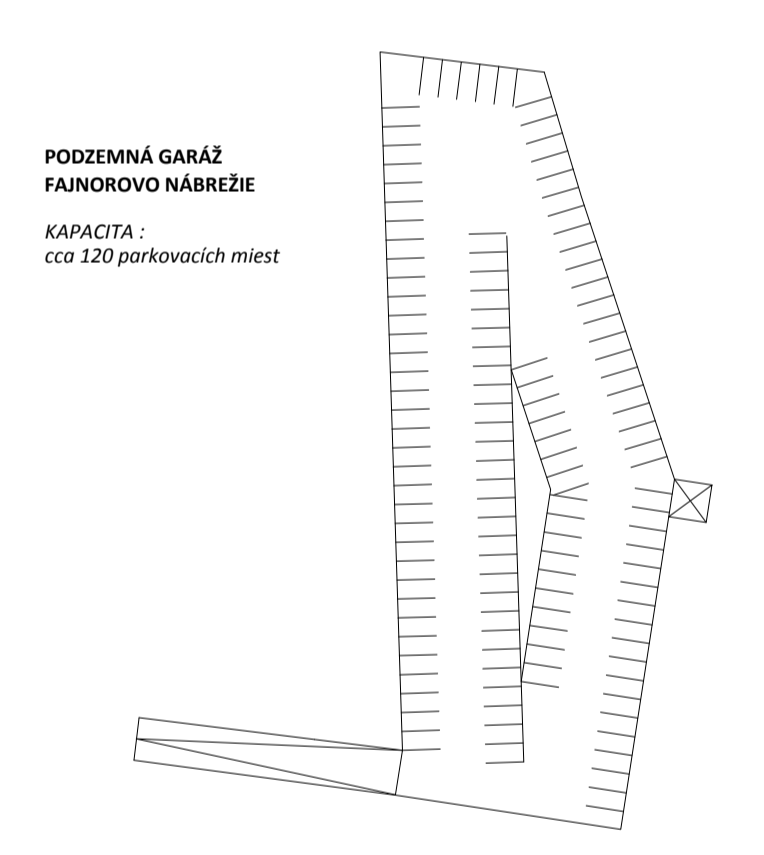 PODZEMNÁ GARÁŽ
FAJNOROVO NÁBREŽIE
KAPACITA :
cca 120 parkovacích miest